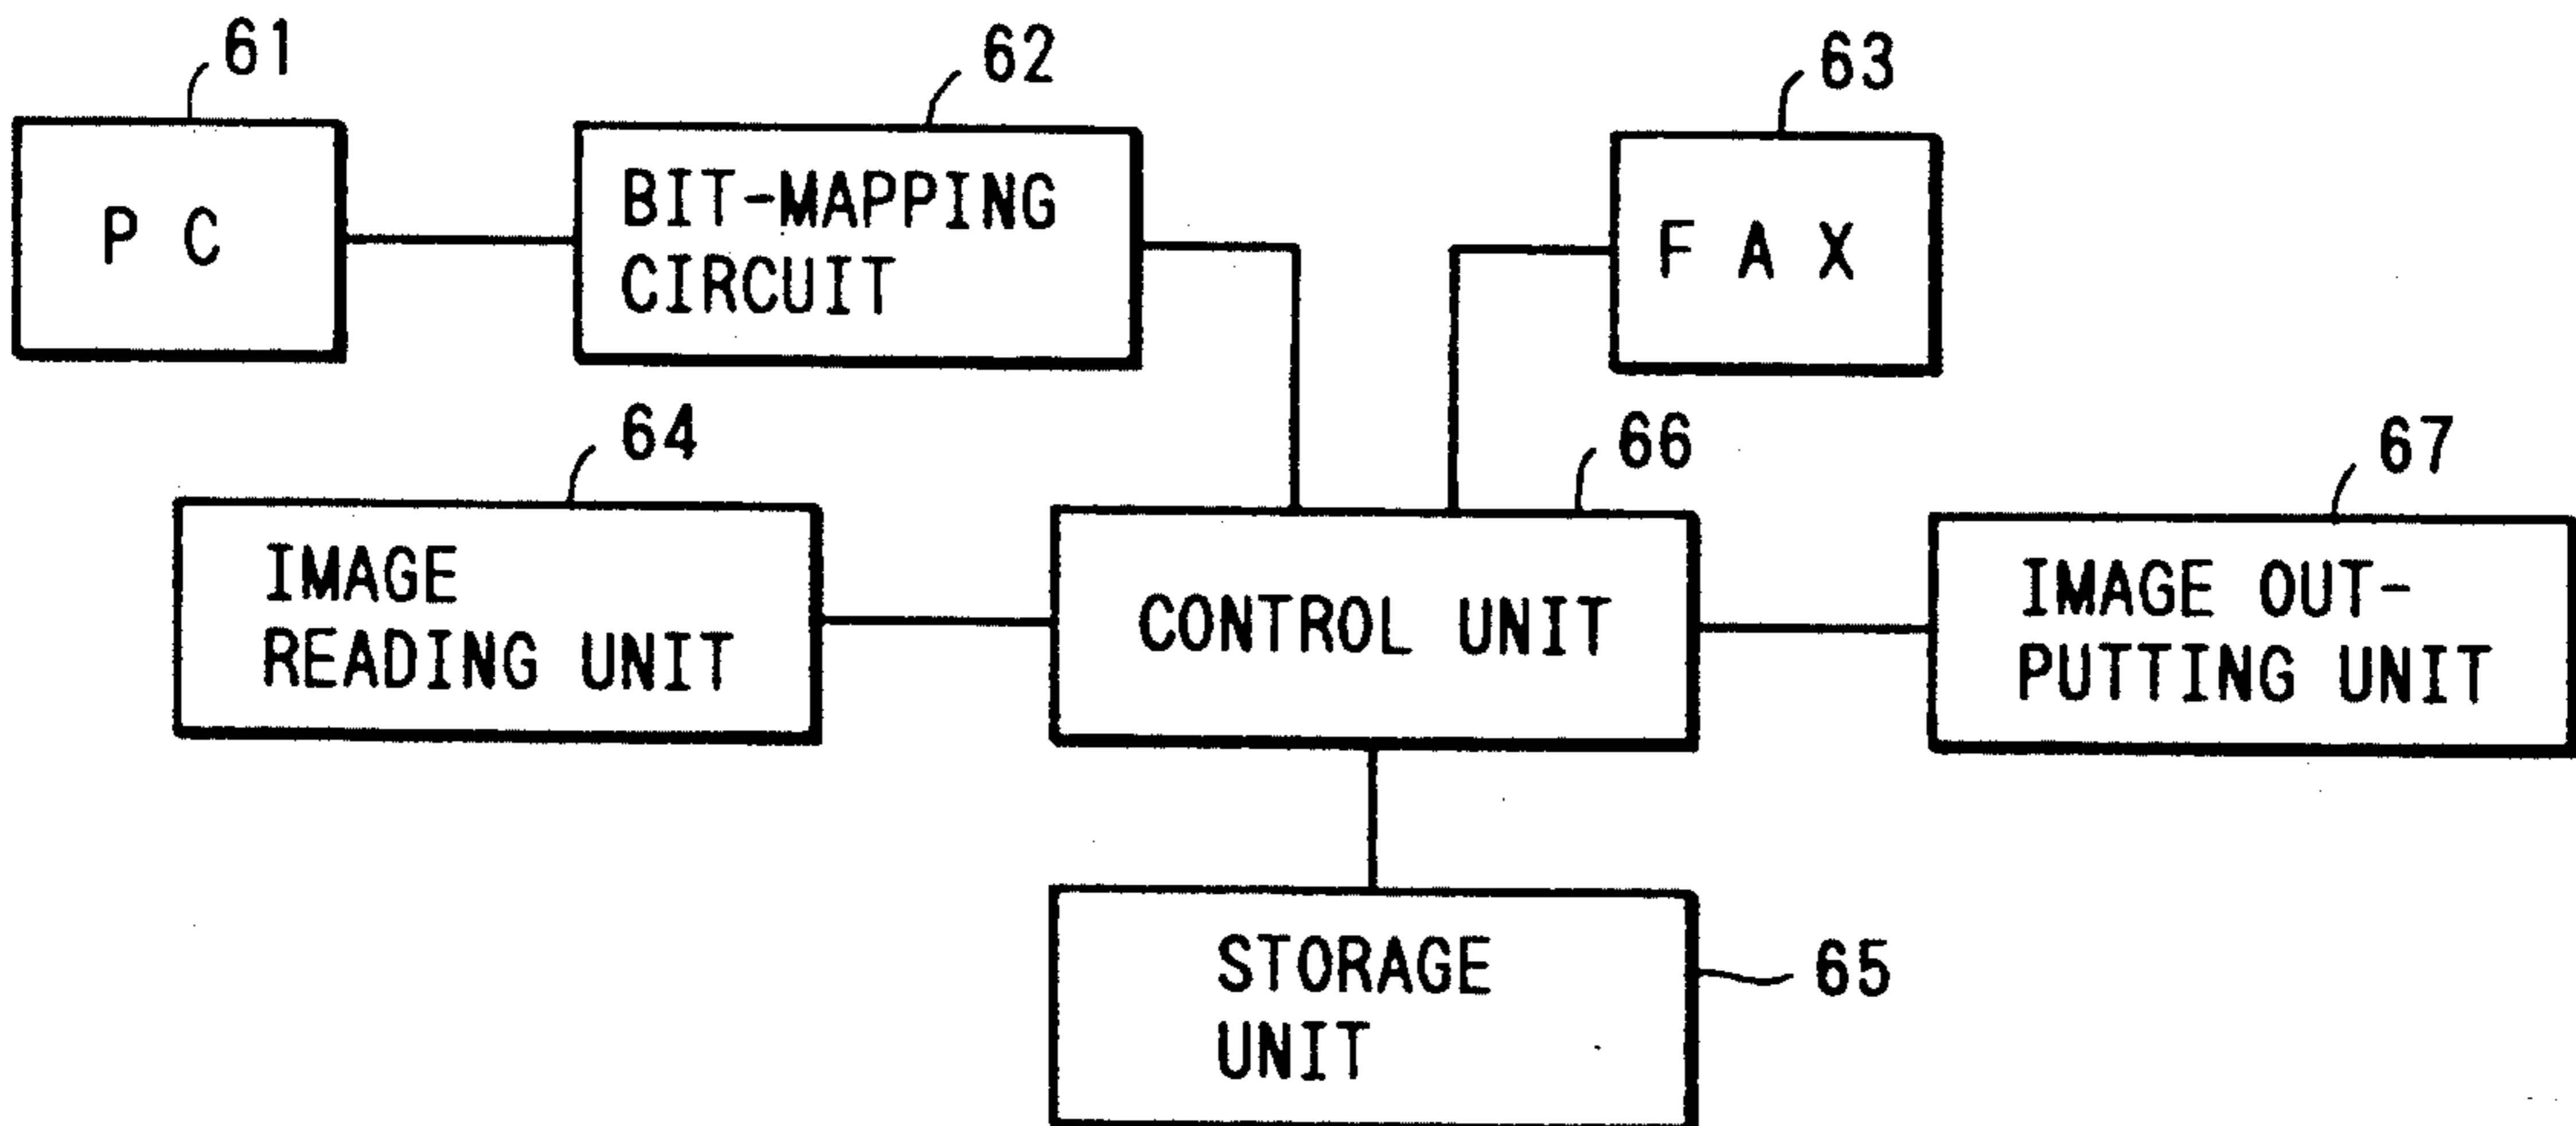 61
62
63
P C
BIT-MAPPING
CIRCUIT
F A X
64
66
67
IMAGE
READING UNIT
CONTROL UNIT
IMAGE OUT-
PUTTING UNIT
STORAGE
UNIT
65